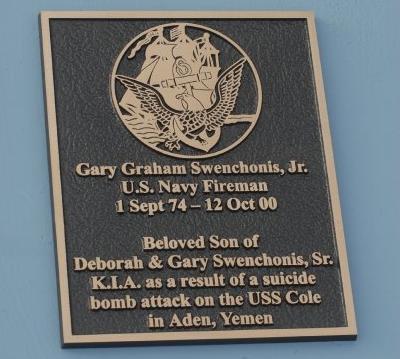 Gary Graham Swenchonis, Jr.
U.S. Navy Fireman
1 Sept 74 – 12 Oct 00
Beloved Son of
Deborah & Gary Swenchonis, Sr.
K.I.A. as a result of a suicide
bomb attack on the USS Cole
in Aden, Yemen